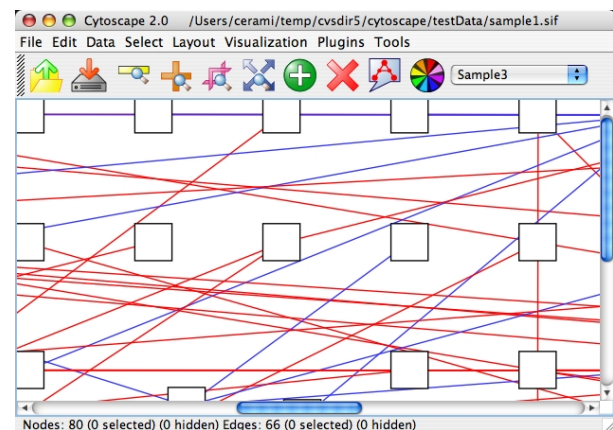 Cytoscape 2.0 /Users/cerami/temp/cvsdir5/cytoscape/testData/sample1.sif
File Edit Data Select Layout Visualization Plugins Tools
Sample3
Nodes: 80 (0 selected) (0 hidden) Edges: 66 (0 selected) (0 hidden)